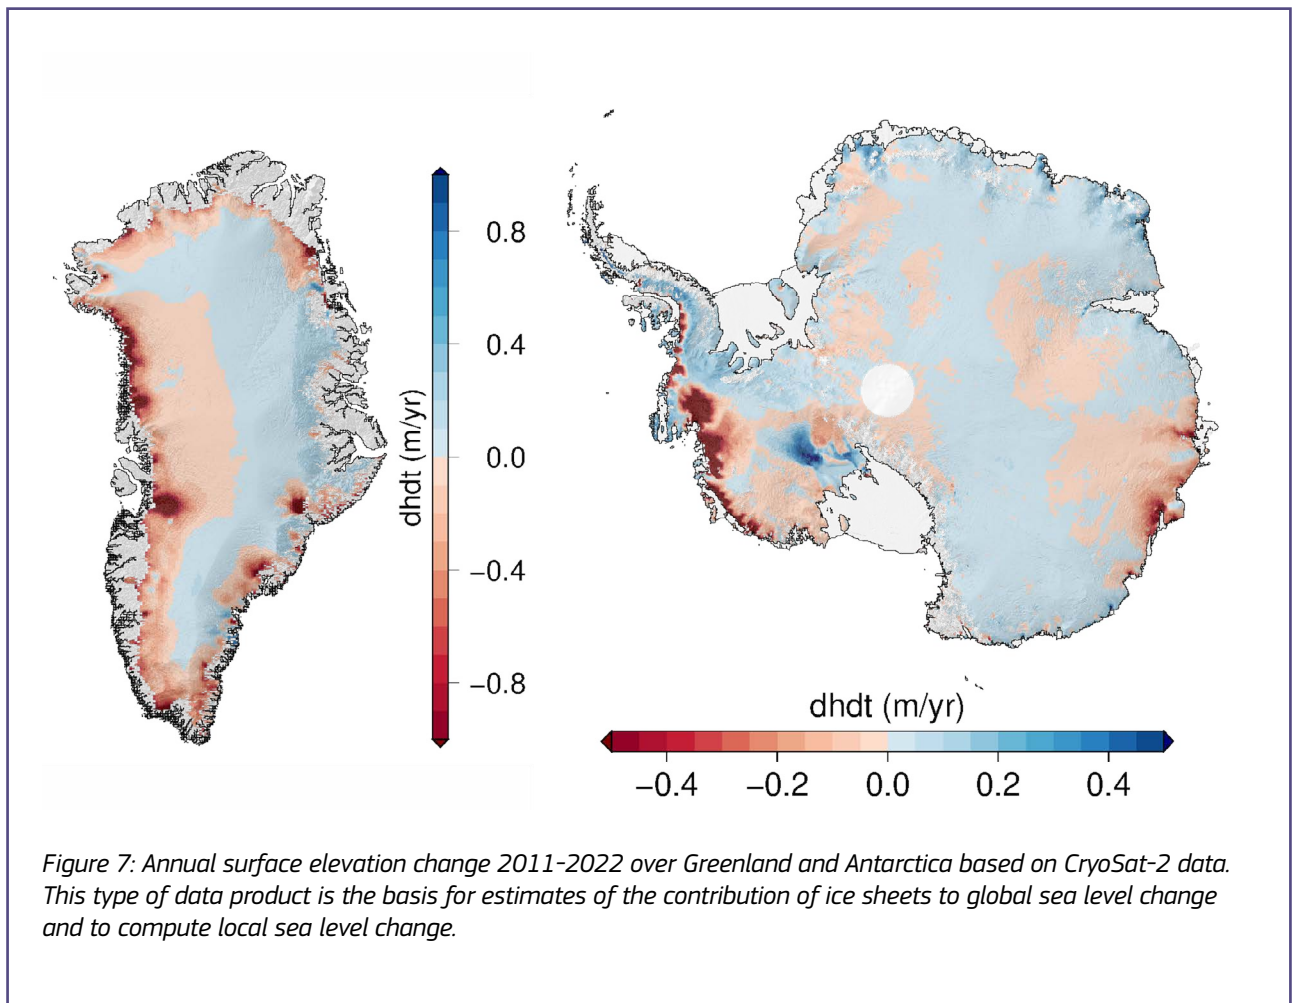 0.8
0.4
0.0
−0.4
−0.8
dhdt (m/yr)
dhdt (m/yr)
−0.4 −0.2 0.0 0.2 0.4
Figure 7: Annual surface elevation change 2011-2022 over Greenland and Antarctica based on CryoSat-2 data.
This type of data product is the basis for estimates of the contribution of ice sheets to global sea level change
and to compute local sea level change.